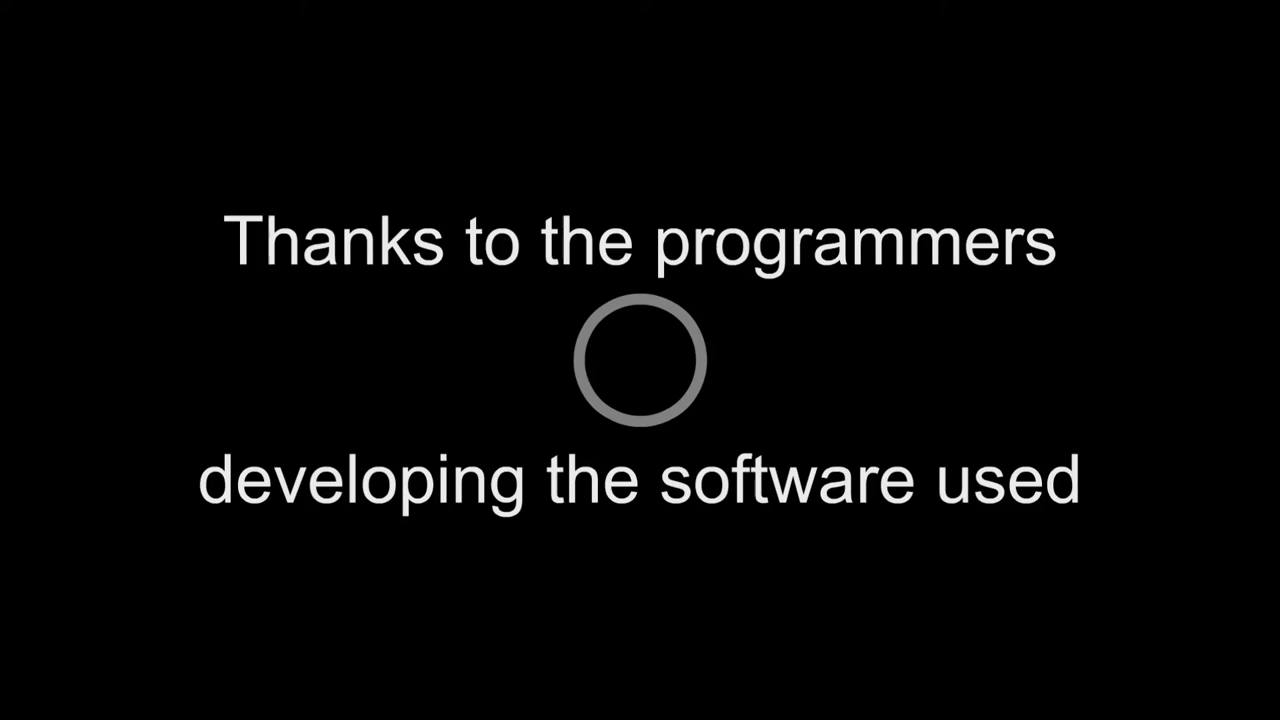 Thanks to the programmers
developing the software used